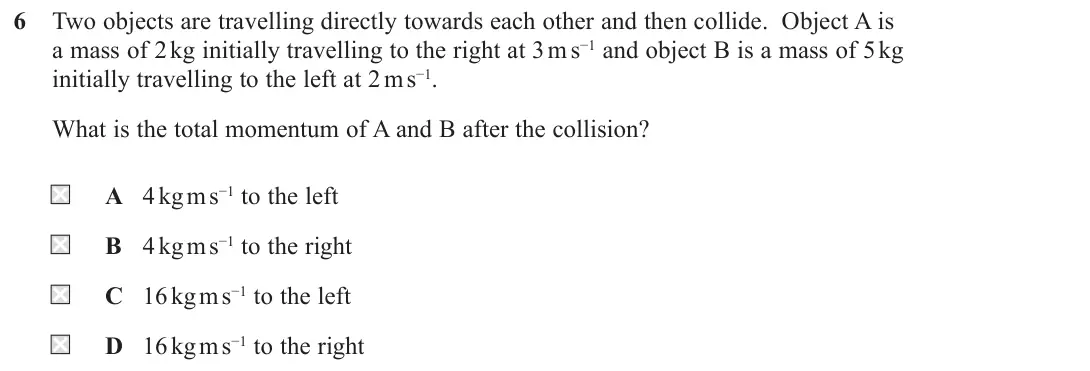 6 Two objects are travelling directly towards each other and then collide. Object A is
a mass of 2 kg initially travelling to the right at 3 m s⁻¹ and object B is a mass of 5 kg
initially travelling to the left at 2 m s⁻¹.
What is the total momentum of A and B after the collision?
A 4 kg m s⁻¹ to the left
B 4 kg m s⁻¹ to the right
C 16 kg m s⁻¹ to the left
D 16 kg m s⁻¹ to the right